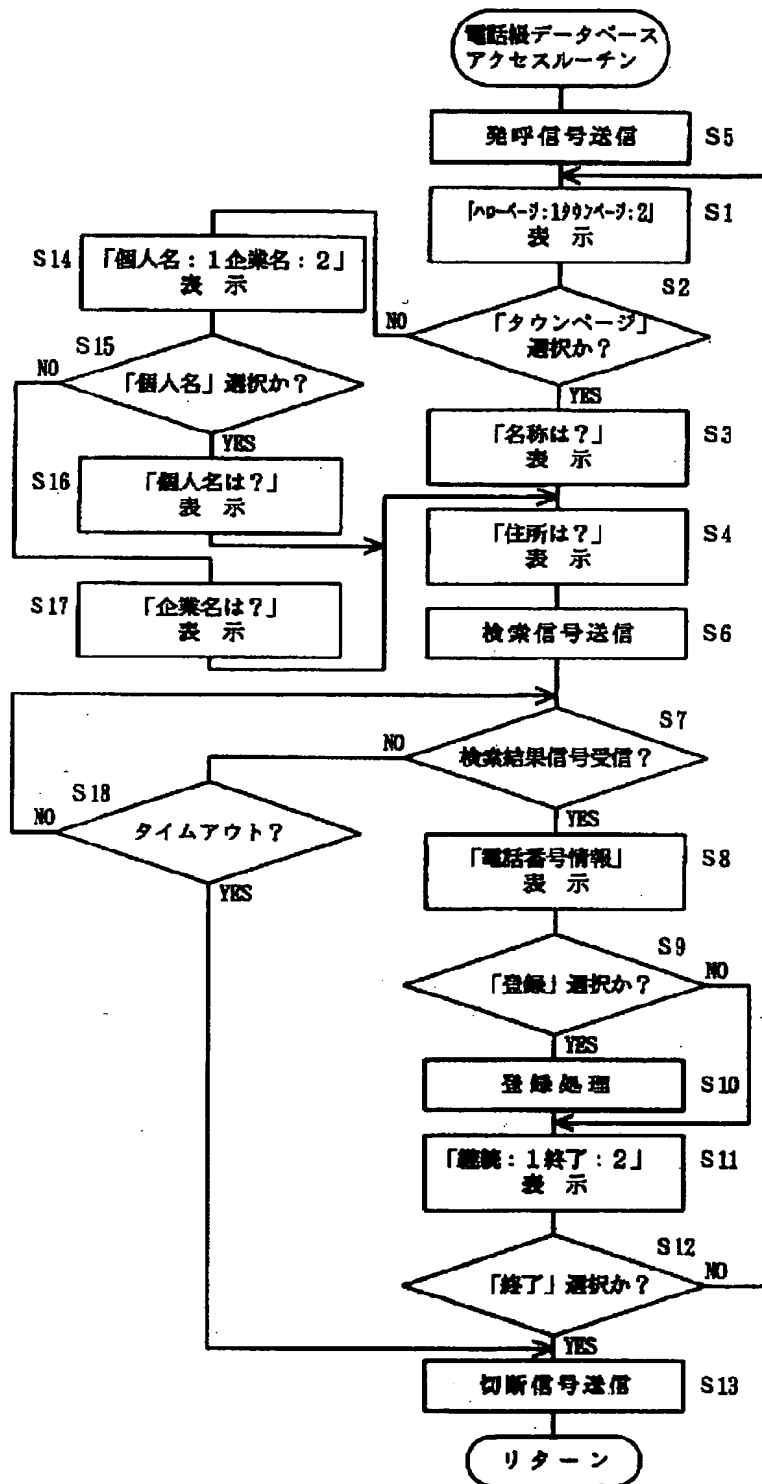 電話帳データベース
アクセスルーチン
発呼信号送信
S5
「ハローページ:1タウンページ:2」
表 示
S1
「タウンページ」
選択か?
S2
NO
YES
S14
「個人名:1企業名:2」
表 示
S15
「個人名」選択か?
NO
YES
S16
「個人名は?」
表 示
S17
「企業名は?」
表 示
「名称は?」
表 示
S3
「住所は?」
表 示
S4
検索信号送信
S6
S7
検索結果信号受信?
NO
YES
S18
タイムアウト?
NO
YES
「電話番号情報」
表 示
S8
S9
「登録」選択か?
NO
YES
登録処理
S10
「継続:1終了:2」
表 示
S11
S12
「終了」選択か?
NO
YES
切断信号送信
S13
リターン